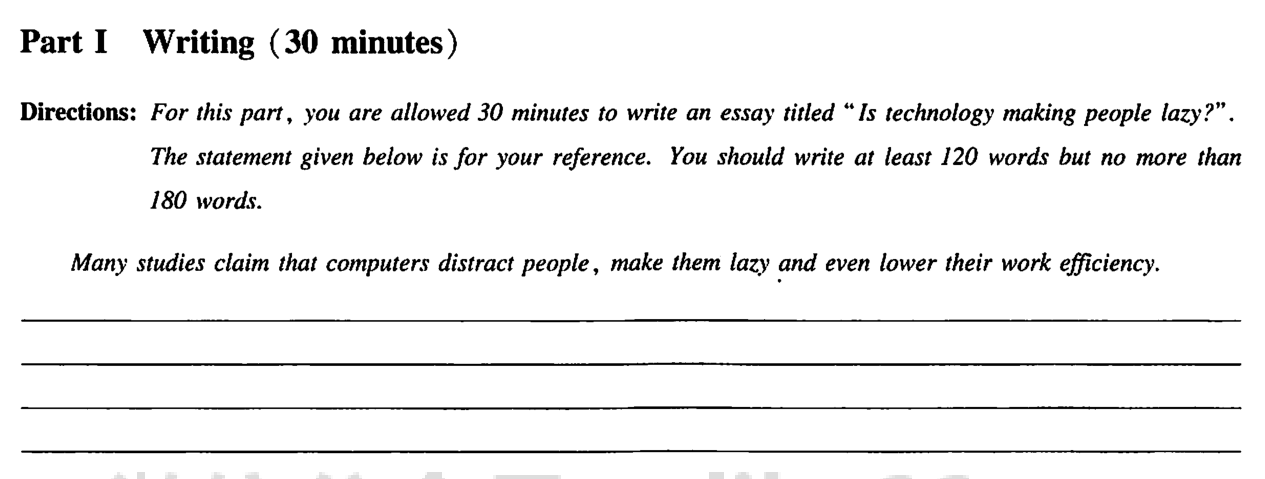 Part I Writing (30 minutes)
Directions: For this part, you are allowed 30 minutes to write an essay titled “Is technology making people lazy?”.
The statement given below is for your reference. You should write at least 120 words but no more than
180 words.
Many studies claim that computers distract people, make them lazy and even lower their work efficiency.